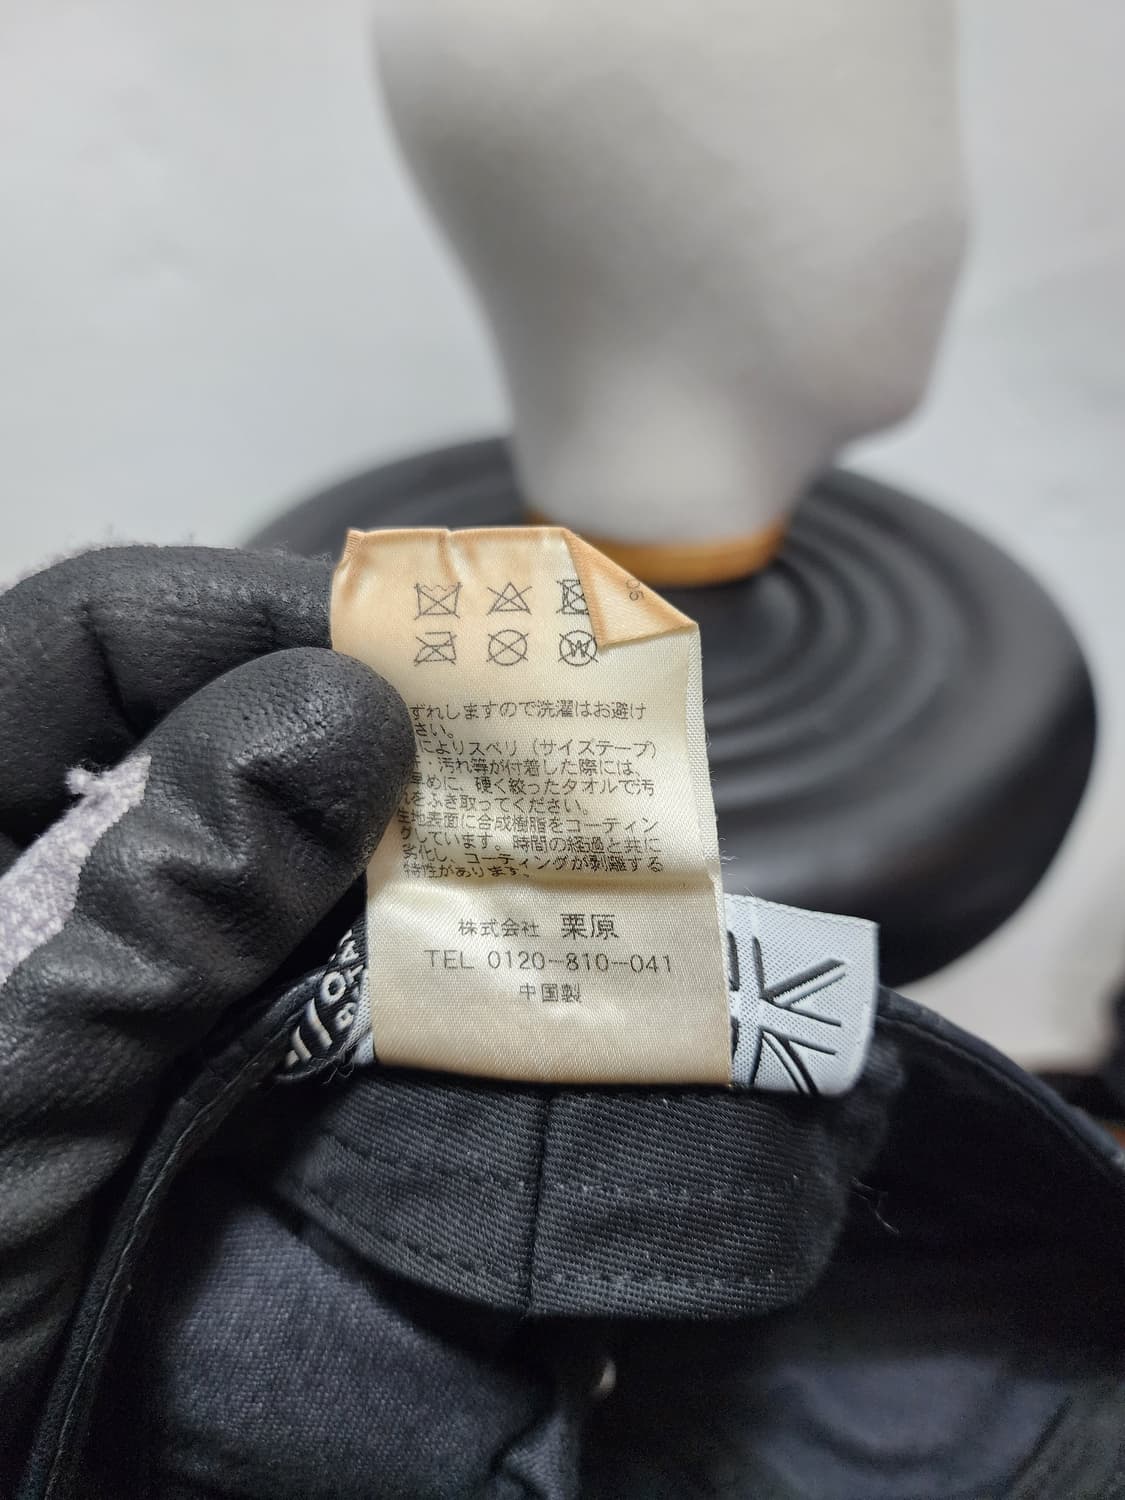 05
W
ずれしますので洗濯はお避け
さい。
によりスベリ（サイズテープ）
汚れ等が付着した際には、
めに、硬く絞ったタオルで汚
れをふき取ってください。
生地表面に合成樹脂をコーティン
グしています。時間の経過と共に
劣化し、コーティングが剥離する
特性があります。
株式会社 栗原
TEL 0120-810-041
中国製